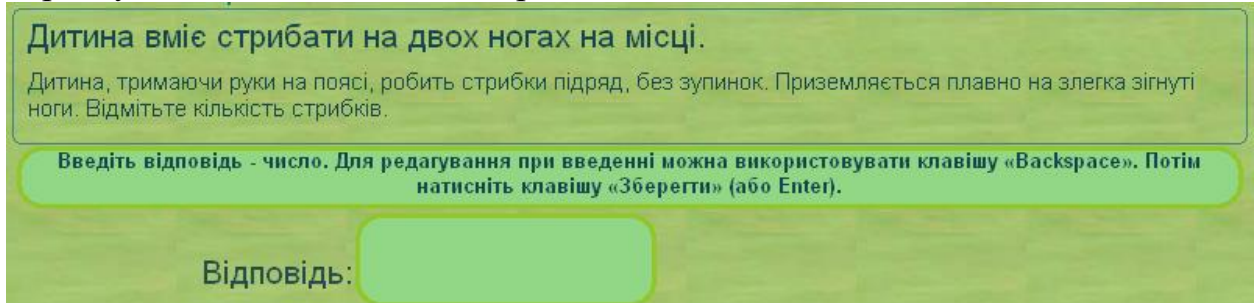 Дитина вміє стрибати на двох ногах на місці.
Дитина, тримаючи руки на поясі, робить стрибки підряд, без зупинок. Приземляється плавно на злегка зігнуті
ноги. Відмітьте кількість стрибків.
Введіть відповідь - число. Для редагування при введенні можна використовувати клавішу «Backspace». Потім
натисніть клавішу «Зберегти» (або Enter).
Відповідь: